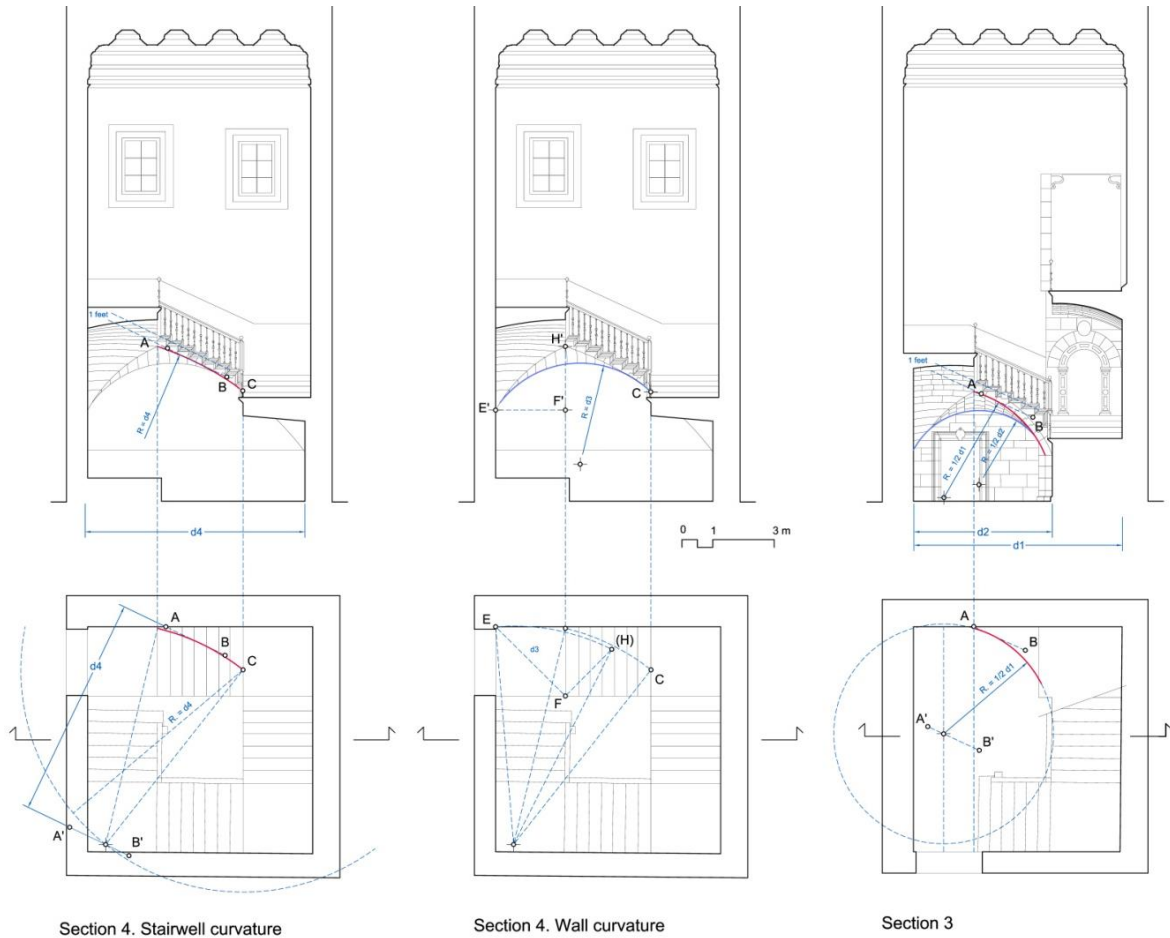 1 feet
A
B
C
R = d4
d4
A
B
C
d4
R = d4
A'
B'
Section 4. Stairwell curvature
H'
E'
F'
C
R = d3
0 1 3 m
E
(H)
d3
C
F
Section 4. Wall curvature
1 feet
A
B
R = 1/2 d1
R = 1/2 d2
d2
d1
A
B
R = 1/2 d1
A'
B'
Section 3